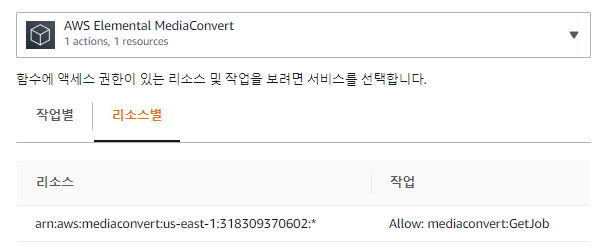 AWS Elemental MediaConvert
1 actions, 1 resources
함수에 액세스 권한이 있는 리소스 및 작업을 보려면 서비스를 선택합니다.
작업별 리소스별
리소스 작업
arn:aws:mediaconvert:us-east-1:318309370602:* Allow: mediaconvert:GetJob